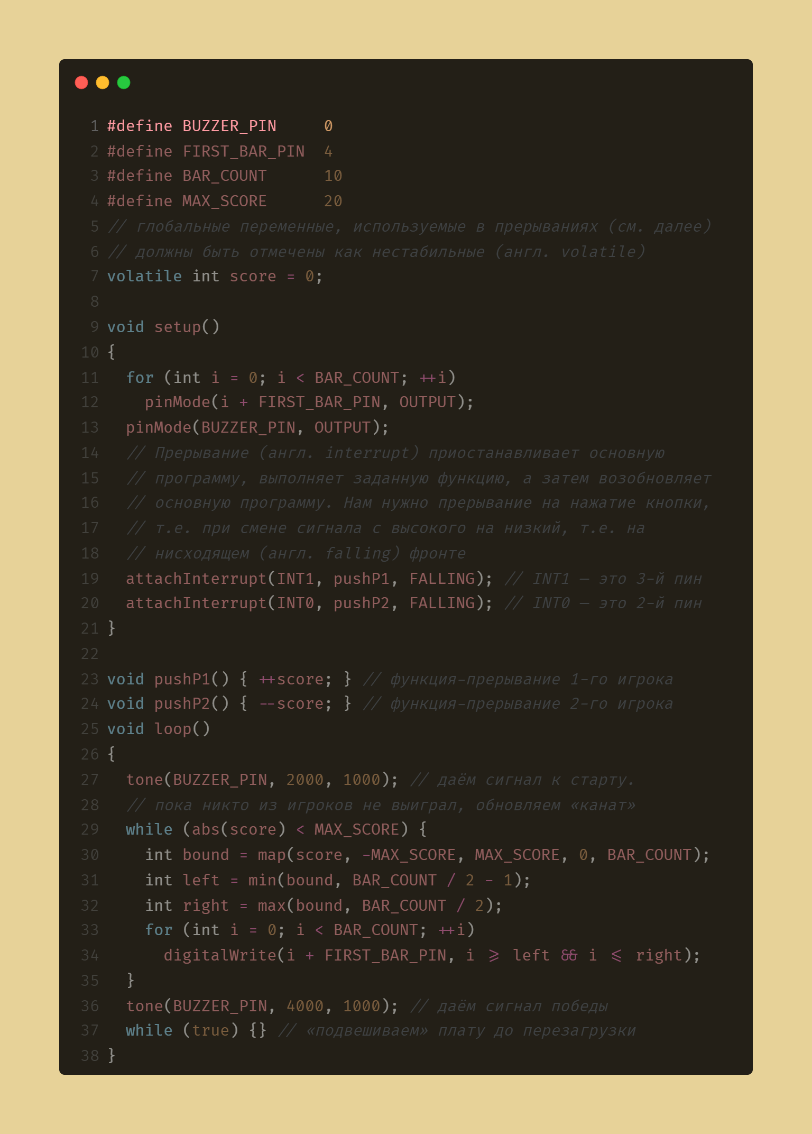 1 #define BUZZER_PIN     0
2 #define FIRST_BAR_PIN  4
3 #define BAR_COUNT      10
4 #define MAX_SCORE      20
5 // глобальные переменные, используемые в прерываниях (см. далее)
6 // должны быть отмечены как нестабильные (англ. volatile)
7 volatile int score = 0;
8
9 void setup()
10 {
11   for (int i = 0; i < BAR_COUNT; ++i)
12     pinMode(i + FIRST_BAR_PIN, OUTPUT);
13   pinMode(BUZZER_PIN, OUTPUT);
14   // Прерывание (англ. interrupt) приостанавливает основную
15   // программу, выполняет заданную функцию, а затем возобновляет
16   // основную программу. Нам нужно прерывание на нажатие кнопки,
17   // т.е. при смене сигнала с высокого на низкий, т.е. на
18   // нисходящем (англ. falling) фронте
19   attachInterrupt(INT1, pushP1, FALLING); // INT1 — это 3-й пин
20   attachInterrupt(INT0, pushP2, FALLING); // INT0 — это 2-й пин
21 }
22
23 void pushP1() { ++score; } // функция-прерывание 1-го игрока
24 void pushP2() { --score; } // функция-прерывание 2-го игрока
25 void loop()
26 {
27   tone(BUZZER_PIN, 2000, 1000); // даём сигнал к старту.
28   // пока никто из игроков не выиграл, обновляем «канат»
29   while (abs(score) < MAX_SCORE) {
30     int bound = map(score, -MAX_SCORE, MAX_SCORE, 0, BAR_COUNT);
31     int left = min(bound, BAR_COUNT / 2 - 1);
32     int right = max(bound, BAR_COUNT / 2);
33     for (int i = 0; i < BAR_COUNT; ++i)
34       digitalWrite(i + FIRST_BAR_PIN, i >= left && i <= right);
35   }
36   tone(BUZZER_PIN, 4000, 1000); // даём сигнал победы
37   while (true) {} // «подвешиваем» плату до перезагрузки
38 }